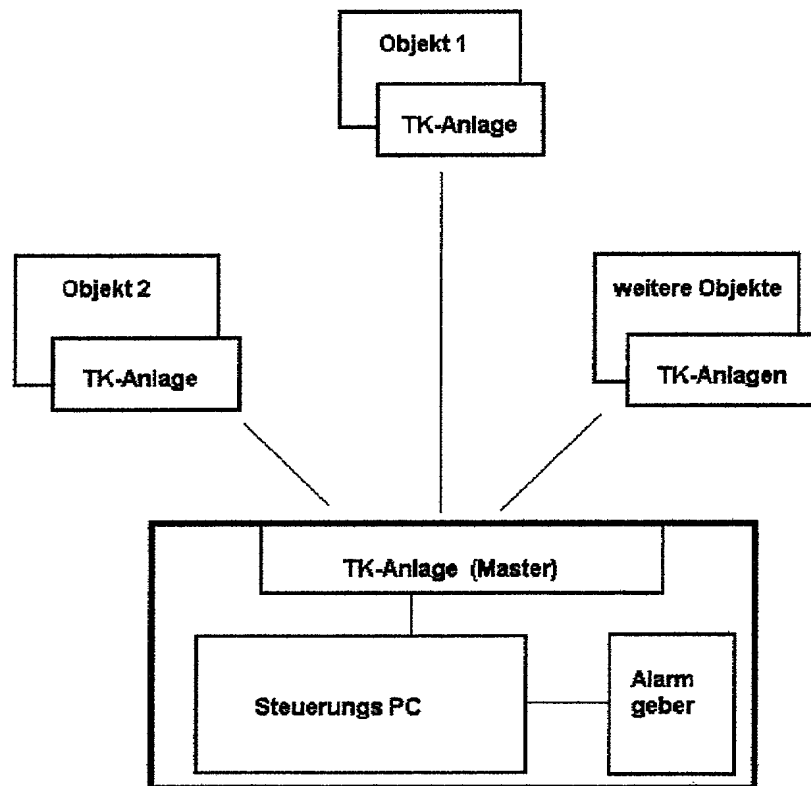 Objekt 1
TK-Anlage
Objekt 2
TK-Anlage
weitere Objekte
TK-Anlagen
TK-Anlage (Master)
Steuerungs PC
Alarm
geber